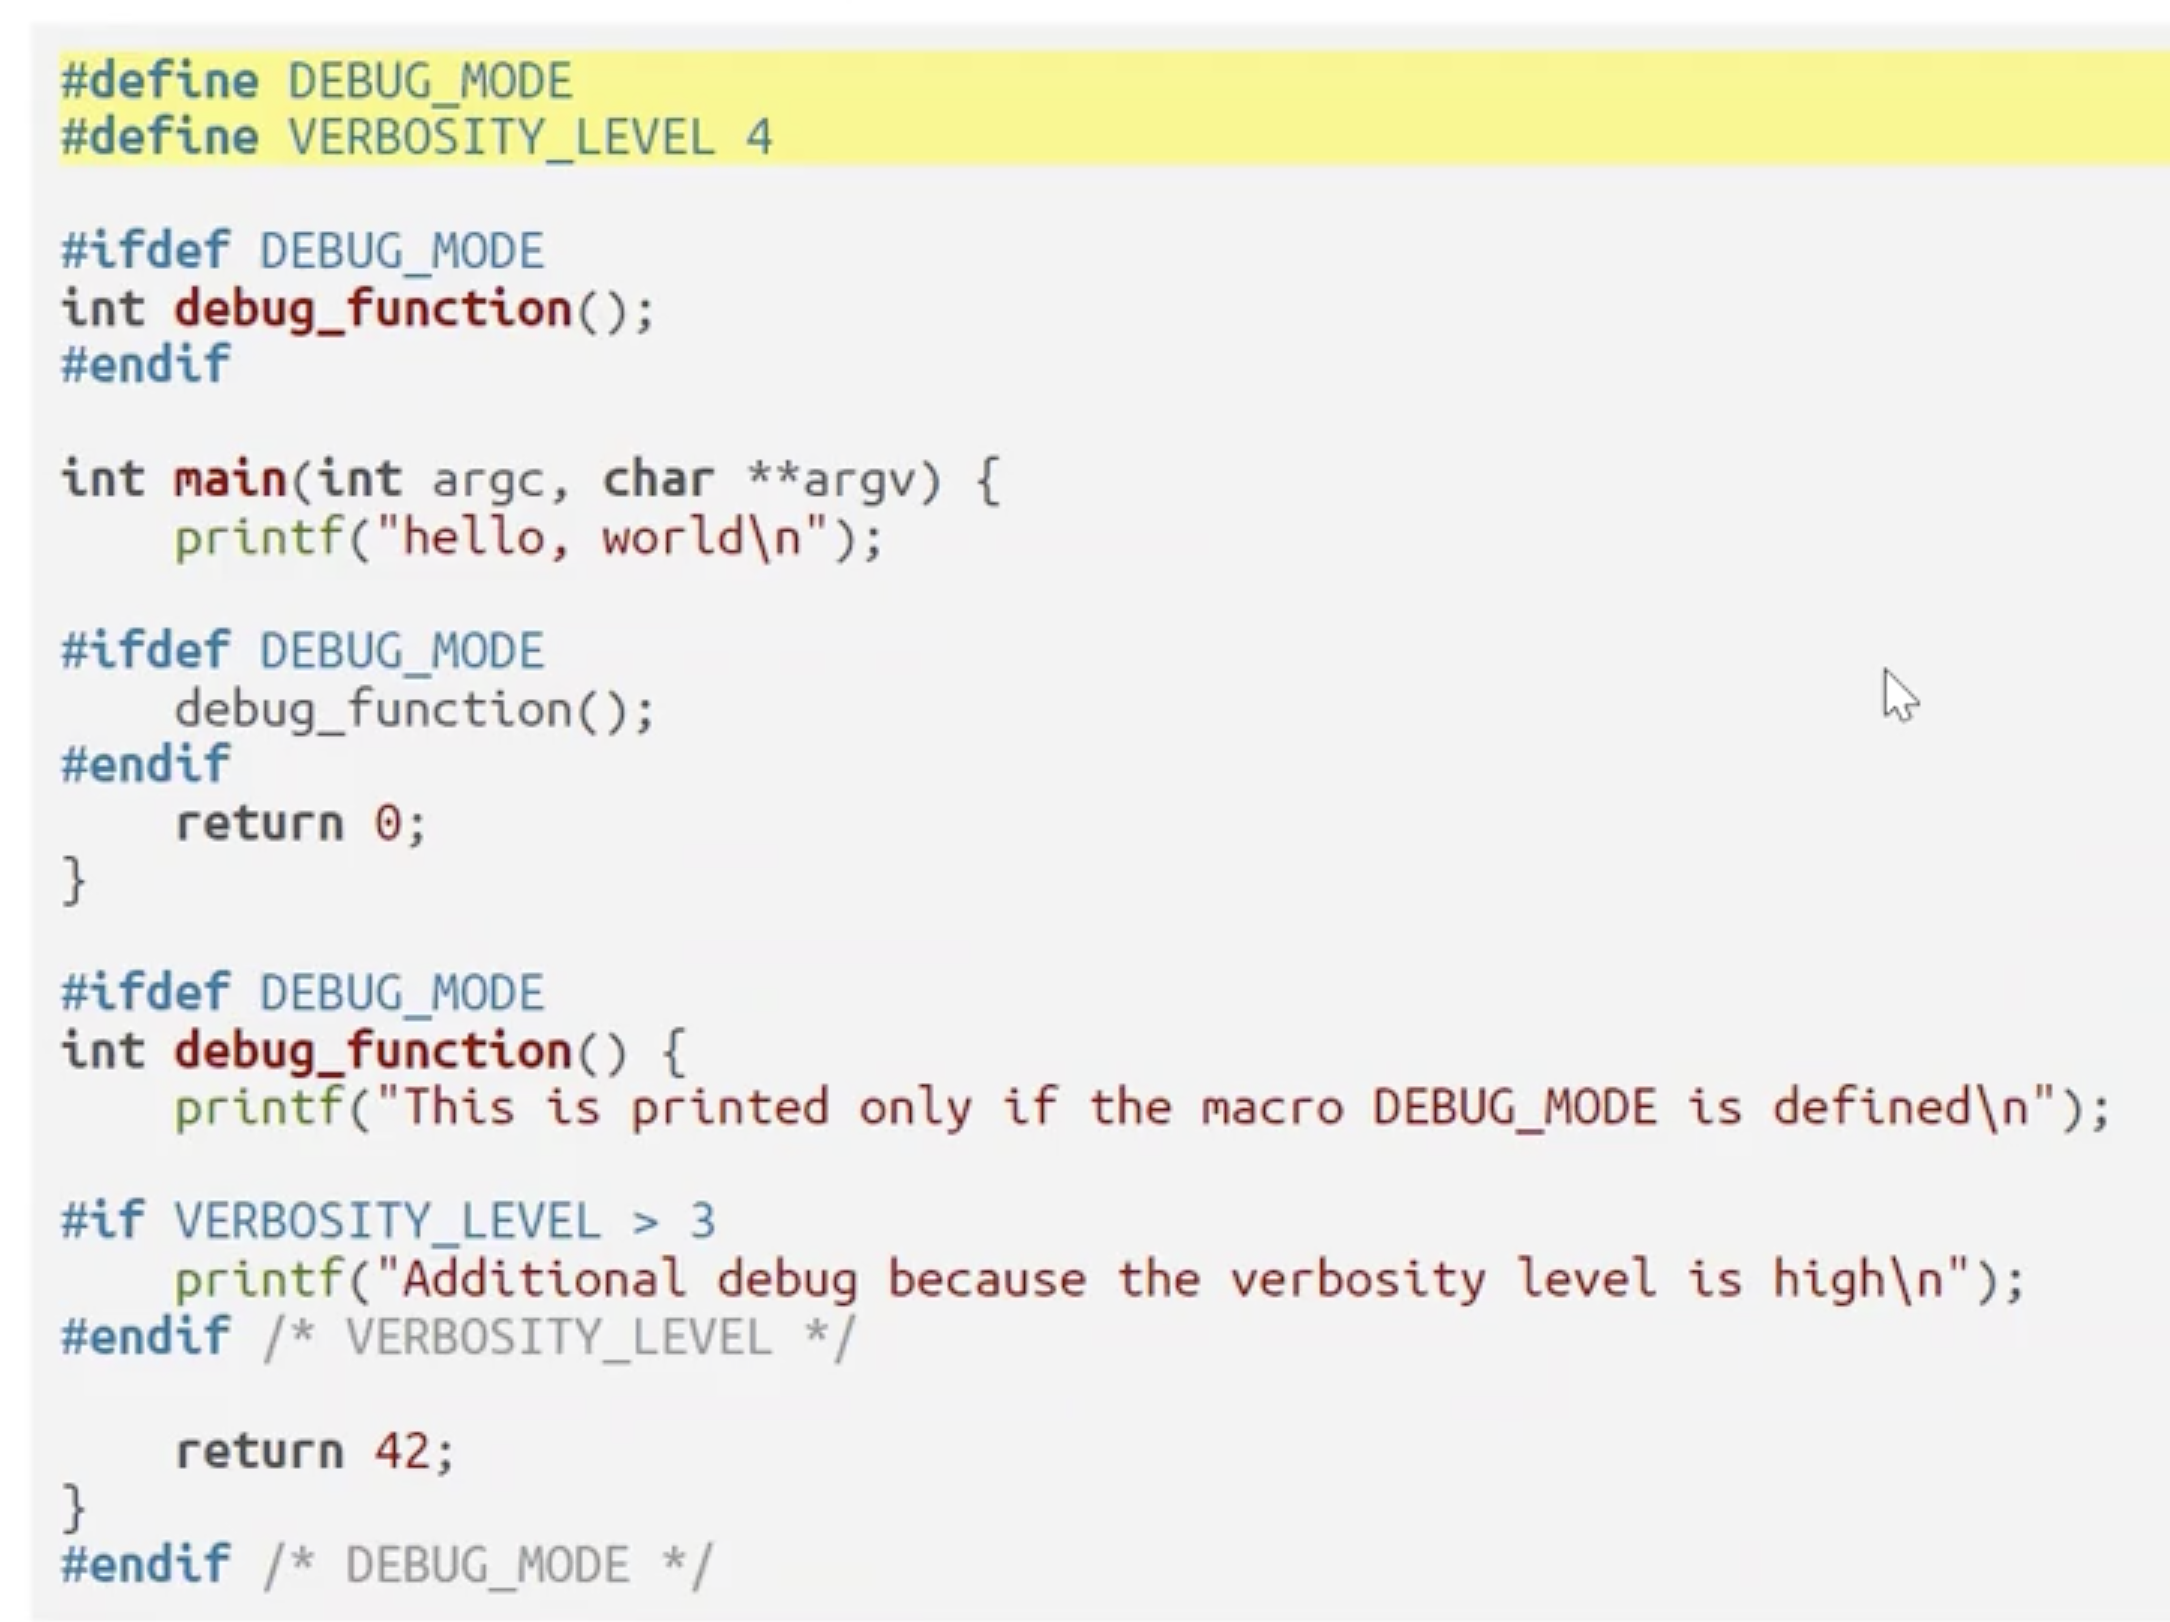 #define DEBUG_MODE
#define VERBOSITY_LEVEL 4
#ifdef DEBUG_MODE
int debug_function();
#endif
int main(int argc, char **argv) {
    printf("hello, world\n");
#ifdef DEBUG_MODE
    debug_function();
#endif
    return 0;
}
#ifdef DEBUG_MODE
int debug_function() {
    printf("This is printed only if the macro DEBUG_MODE is defined\n");
#if VERBOSITY_LEVEL > 3
    printf("Additional debug because the verbosity level is high\n");
#endif /* VERBOSITY_LEVEL */
    return 42;
}
#endif /* DEBUG_MODE */